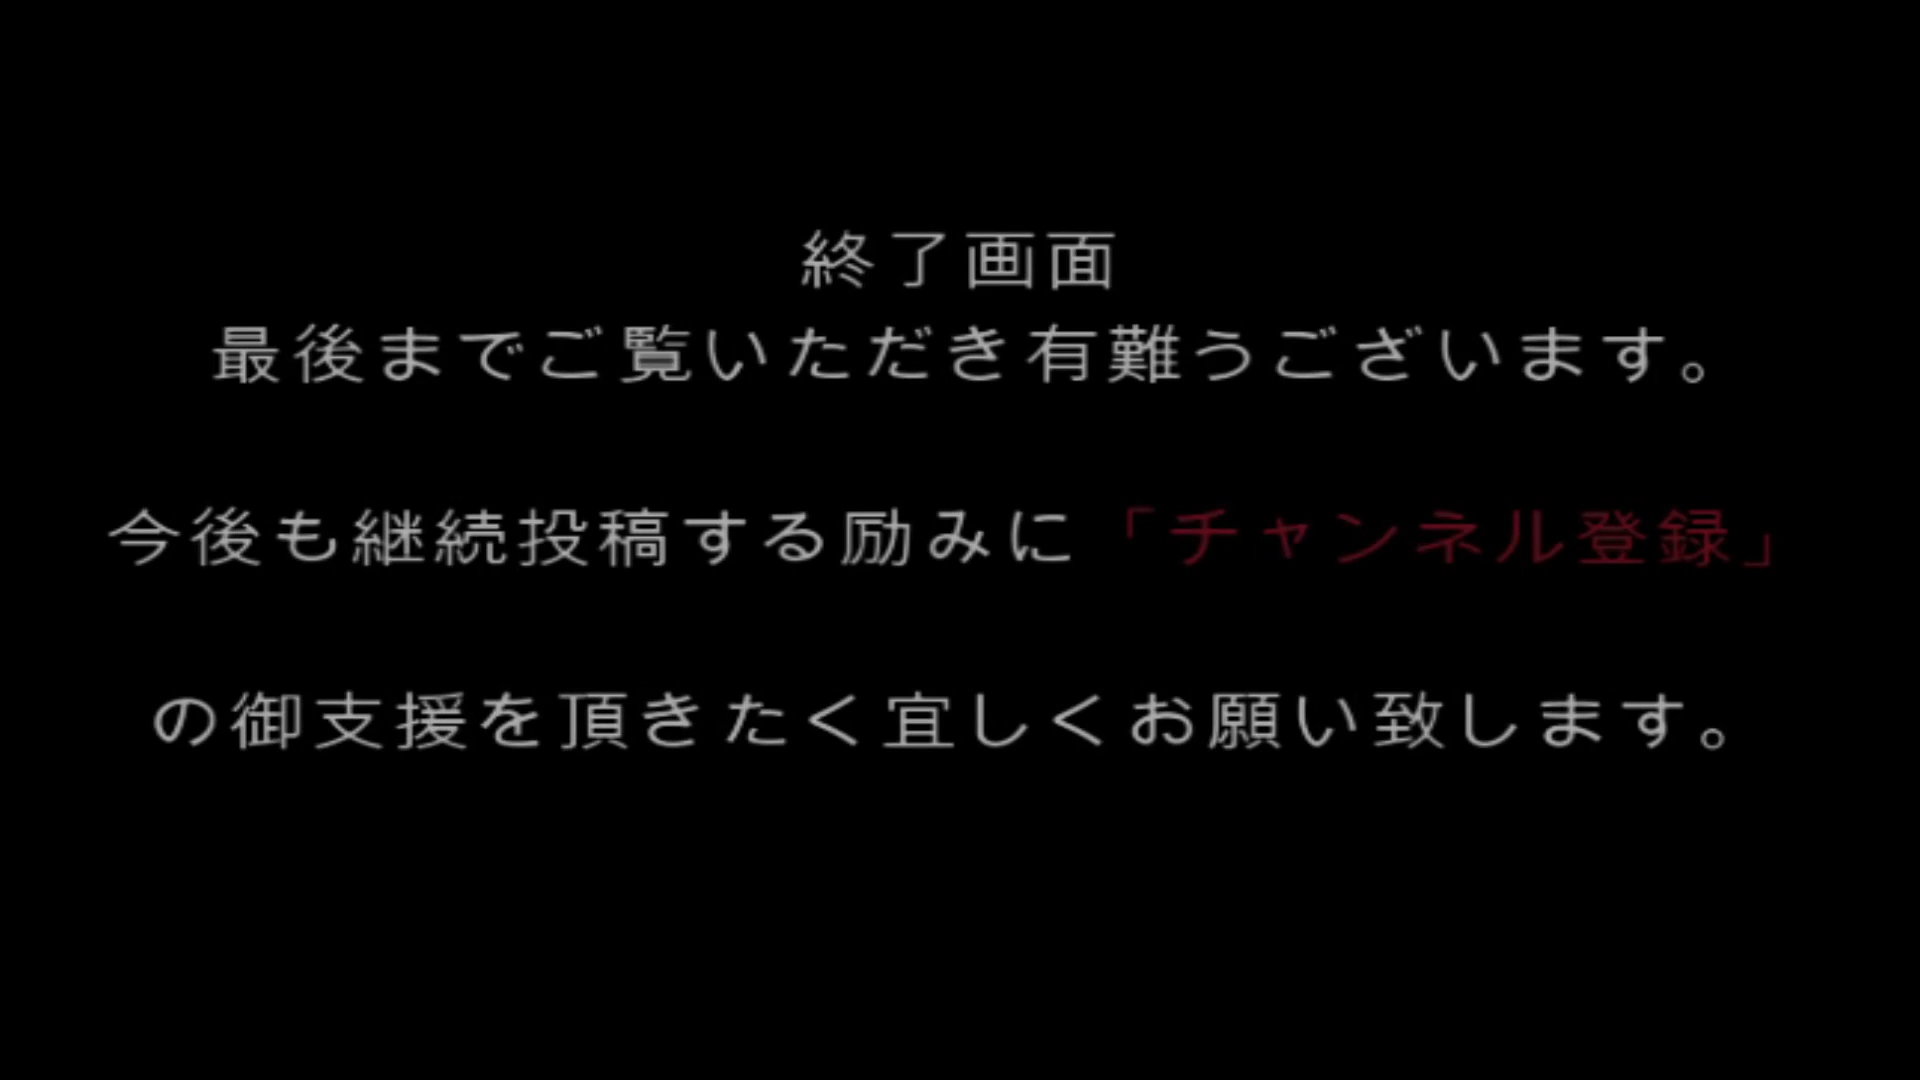 終了画面
最後までご覧いただき有難うございます。
今後も継続投稿する励みに「チャンネル登録」
の御支援を頂きたく宜しくお願い致します。